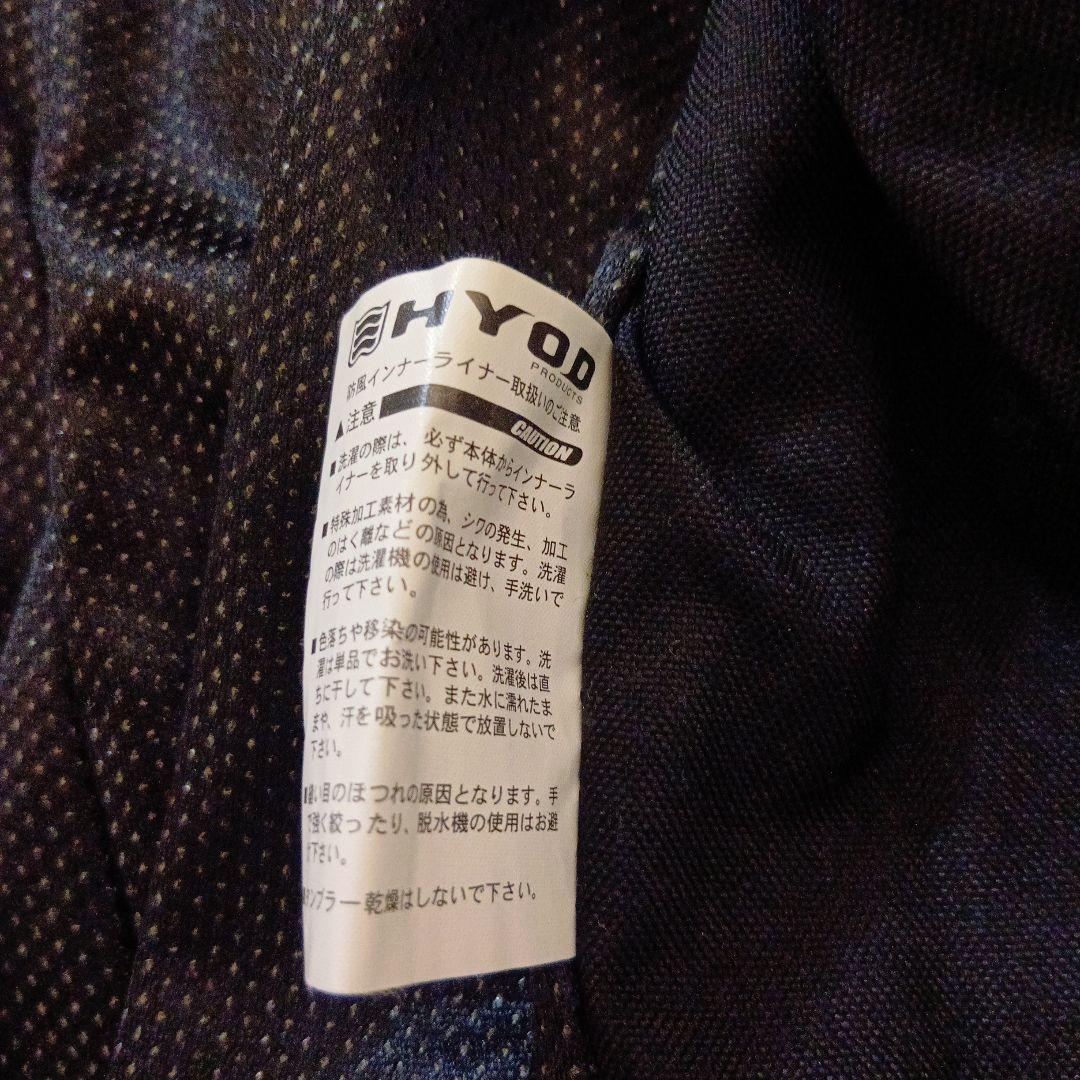 HYOD
PRODUCTS
防風インナーライナー取扱いのご注意
▲注意
CAUTION
■洗濯の際は、必ず本体からインナーラ
イナーを取り外して行って下さい。
■特殊加工素材の為、シワの発生、加工
のはく離などの原因となります。洗濯
の際は洗濯機の使用は避け、手洗いで
行って下さい。
■色落ちや移染の可能性があります。洗
濯は単品でお洗い下さい。洗濯後は直
ちに干して下さい。また水に濡れたま
まや、汗を吸った状態で放置しないで
下さい。
■縫い目のほつれの原因となります。手
で強く絞ったり、脱水機の使用はお避
け下さい。
■タンブラー乾燥はしないで下さい。